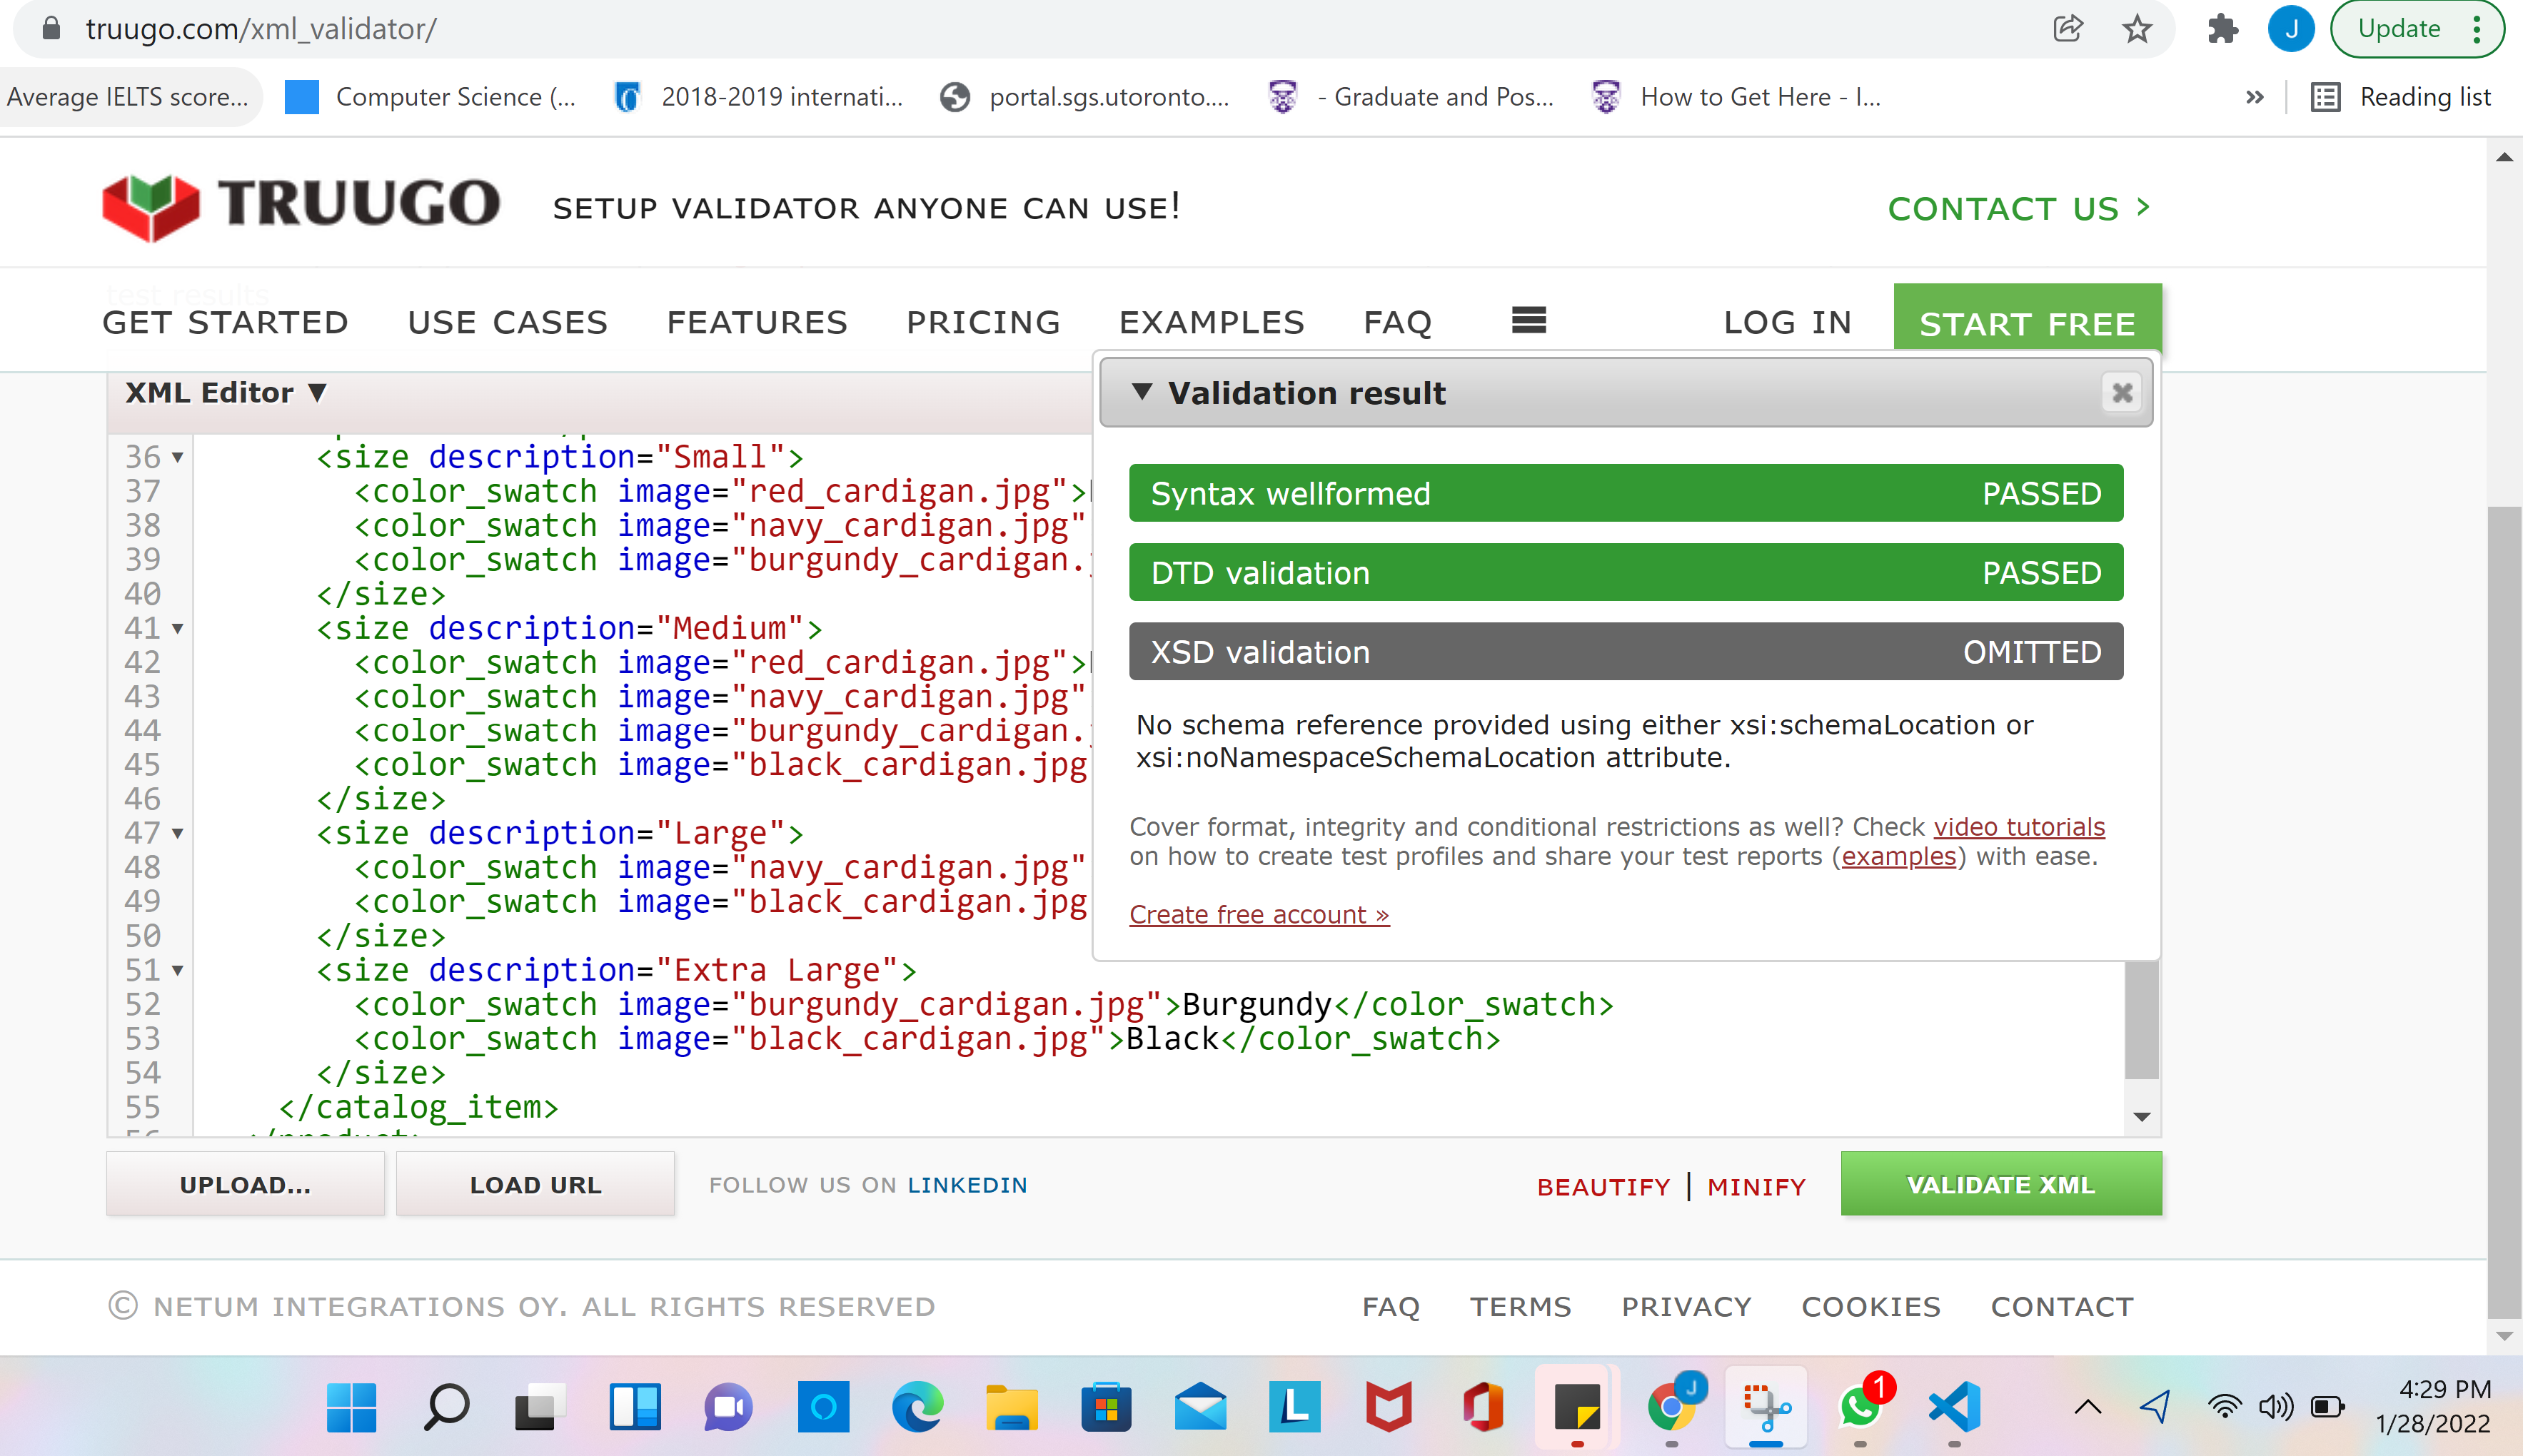 truugo.com/xml_validator/
J
Update
Average IELTS score...
Computer Science (...
2018-2019 internati...
portal.sgs.utoronto....
- Graduate and Pos...
How to Get Here - I...
»
Reading list
TRUUGO
SETUP VALIDATOR ANYONE CAN USE!
CONTACT US >
test results
GET STARTED
USE CASES
FEATURES
PRICING
EXAMPLES
FAQ
LOG IN
START FREE
XML Editor ▼
36 <size description="Small">
37 <color_swatch image="red_cardigan.jpg">
38 <color_swatch image="navy_cardigan.jpg"
39 <color_swatch image="burgundy_cardigan.
40 </size>
41 <size description="Medium">
42 <color_swatch image="red_cardigan.jpg">
43 <color_swatch image="navy_cardigan.jpg"
44 <color_swatch image="burgundy_cardigan.
45 <color_swatch image="black_cardigan.jpg
46 </size>
47 <size description="Large">
48 <color_swatch image="navy_cardigan.jpg"
49 <color_swatch image="black_cardigan.jpg
50 </size>
51 <size description="Extra Large">
52 <color_swatch image="burgundy_cardigan.jpg">Burgundy</color_swatch>
53 <color_swatch image="black_cardigan.jpg">Black</color_swatch>
54 </size>
55 </catalog_item>
▼ Validation result
Syntax wellformed PASSED
DTD validation PASSED
XSD validation OMITTED
No schema reference provided using either xsi:schemaLocation or
xsi:noNamespaceSchemaLocation attribute.
Cover format, integrity and conditional restrictions as well? Check video tutorials
on how to create test profiles and share your test reports (examples) with ease.
Create free account »
UPLOAD...
LOAD URL
FOLLOW US ON LINKEDIN
BEAUTIFY | MINIFY
VALIDATE XML
© NETUM INTEGRATIONS OY. ALL RIGHTS RESERVED
FAQ
TERMS
PRIVACY
COOKIES
CONTACT
L
J
1
4:29 PM
1/28/2022